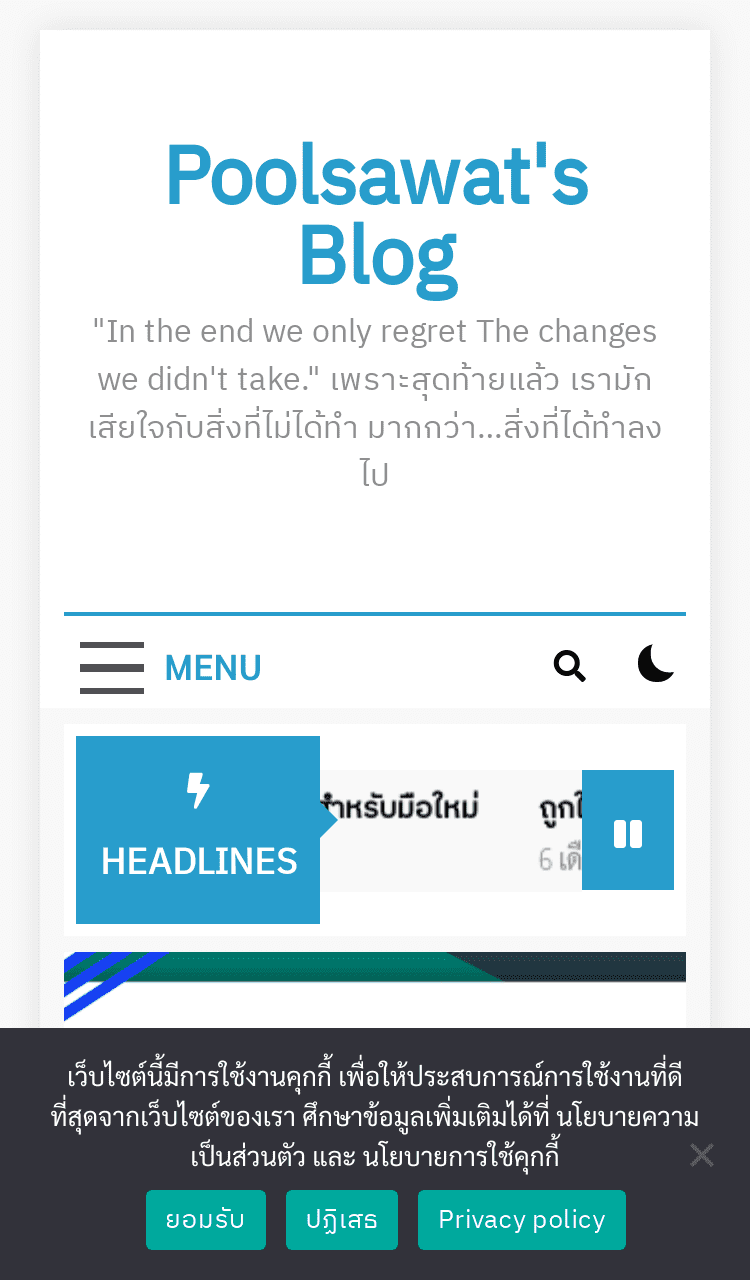 Poolsawat's
Blog
"In the end we only regret The changes
we didn't take." เพราะสุดท้ายแล้ว เรามัก
เสียใจกับสิ่งที่ไม่ได้ทำ มากกว่า...สิ่งที่ได้ทำลง
ไป
MENU
HEADLINES
สำหรับมือใหม่
6 เดื
เว็บไซต์นี้มีการใช้งานคุกกี้ เพื่อให้ประสบการณ์การใช้งานที่ดี
ที่สุดจากเว็บไซต์ของเรา ศึกษาข้อมูลเพิ่มเติมได้ที่ นโยบายความ
เป็นส่วนตัว และ นโยบายการใช้คุกกี้
ยอมรับ
ปฏิเสธ
Privacy policy